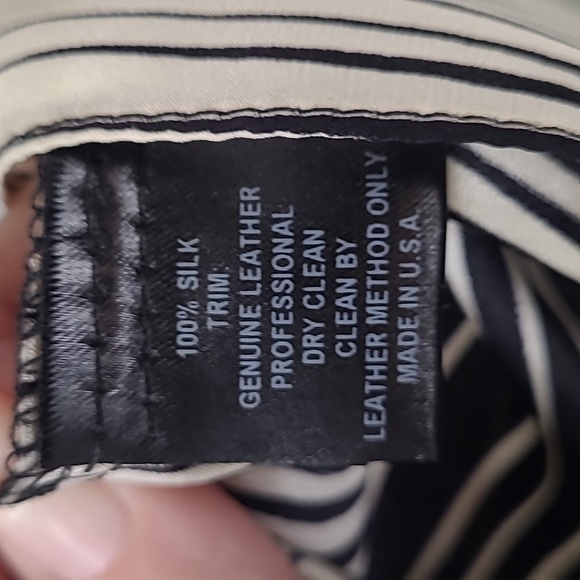 100% SILK
TRIM:
GENUINE LEATHER
PROFESSIONAL
DRY CLEAN
CLEAN BY
LEATHER METHOD ONLY
MADE IN U.S.A.